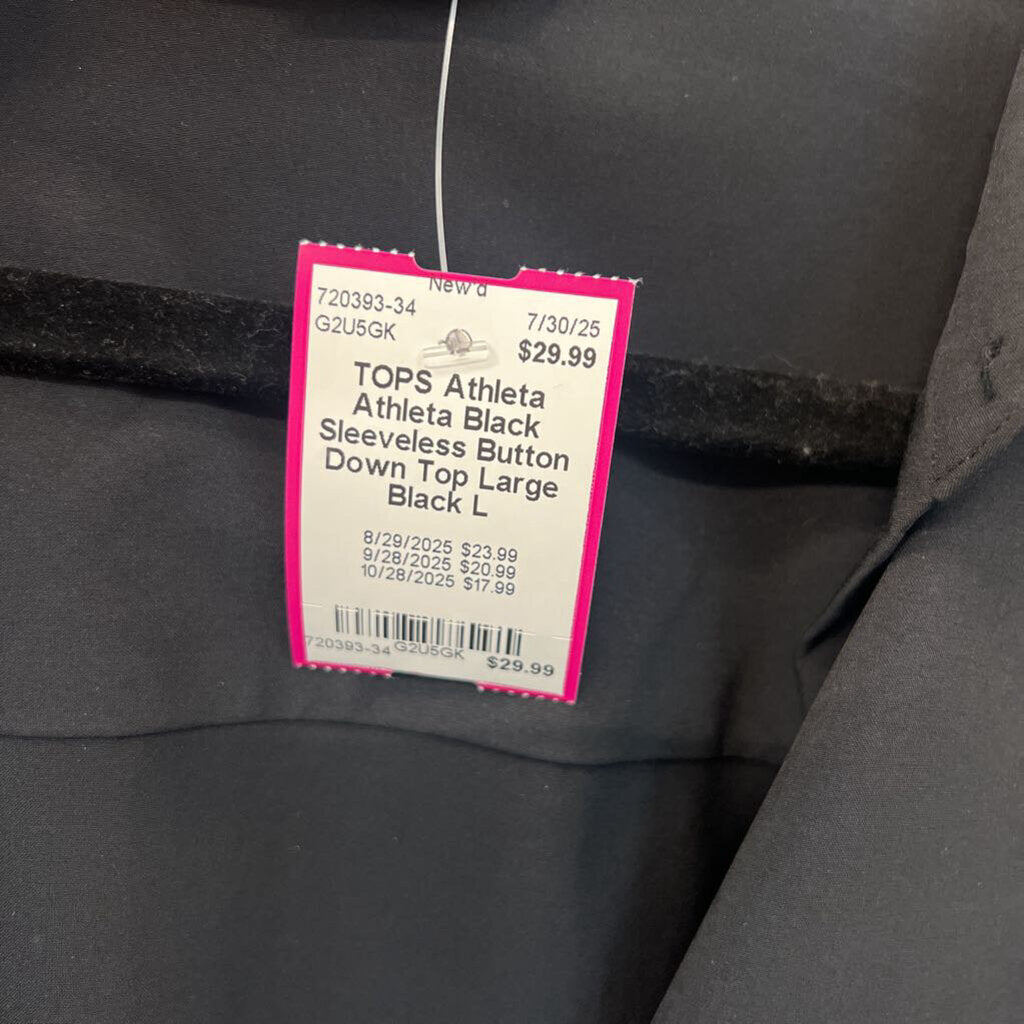 New'd
720393-34 7/30/25
G2U5GK $29.99
TOPS Athleta
Athleta Black
Sleeveless Button
Down Top Large
Black L
8/29/2025 $23.99
9/28/2025 $20.99
10/28/2025 $17.99
720393-34 G2U5GK $29.99